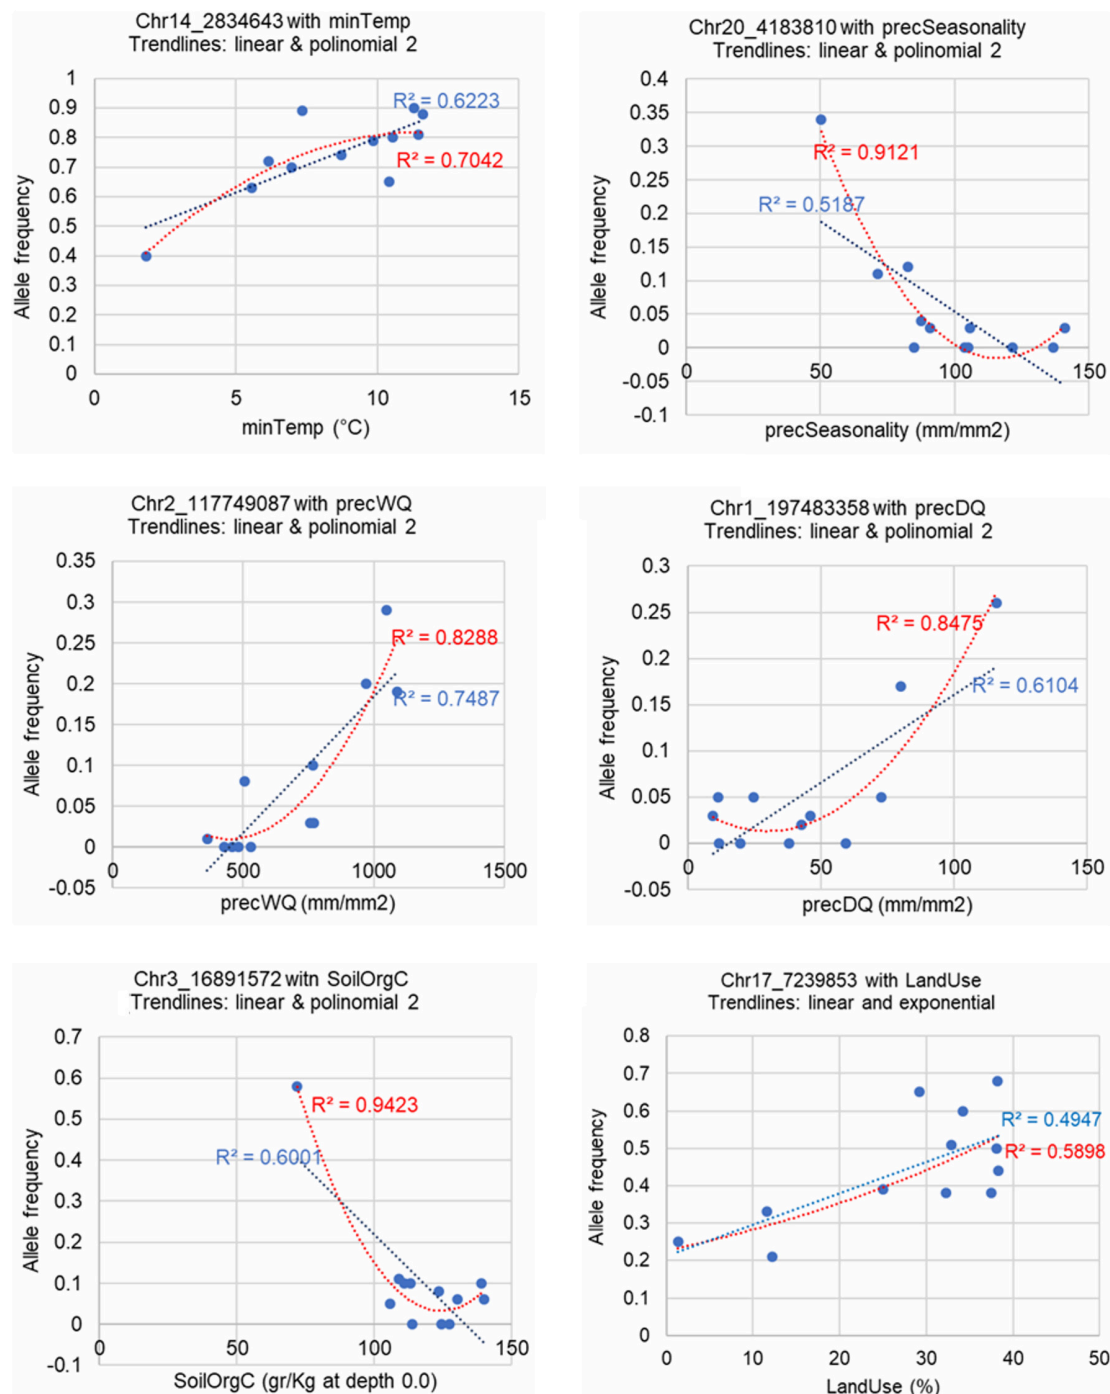 Chr14_2834643 with minTemp
Trendlines: linear & polinomial 2
1
0.9
0.8
0.7
0.6
0.5
0.4
0.3
0.2
0.1
0
0 5 10 15
Allele frequency
minTemp (°C)
R² = 0.6223
R² = 0.7042
Chr20_4183810 with precSeasonality
Trendlines: linear & polinomial 2
0.4
0.35
0.3
0.25
0.2
0.15
0.1
0.05
0
-0.05
-0.1
0 50 100 150
Allele frequency
precSeasonality (mm/mm2)
R² = 0.9121
R² = 0.5187
Chr2_117749087 with precWQ
Trendlines: linear & polinomial 2
0.35
0.3
0.25
0.2
0.15
0.1
0.05
0
-0.05
0 500 1000 1500
Allele frequency
precWQ (mm/mm2)
R² = 0.8288
R² = 0.7487
Chr1_197483358 with precDQ
Trendlines: linear & polinomial 2
0.3
0.25
0.2
0.15
0.1
0.05
0
-0.05
0 50 100 150
Allele frequency
precDQ (mm/mm2)
R² = 0.8475
R² = 0.6104
Chr3_16891572 witn SoilOrgC
Trendlines: linear & polinomial 2
0.7
0.6
0.5
0.4
0.3
0.2
0.1
0
-0.1
0 50 100 150
Allele frequency
SoilOrgC (gr/Kg at depth 0.0)
R² = 0.9423
R² = 0.6001
Chr17_7239853 with LandUse
Trendlines: linear and exponential
0.8
0.7
0.6
0.5
0.4
0.3
0.2
0.1
0
0 10 20 30 40 50
Allele frequency
LandUse (%)
R² = 0.4947
R² = 0.5898